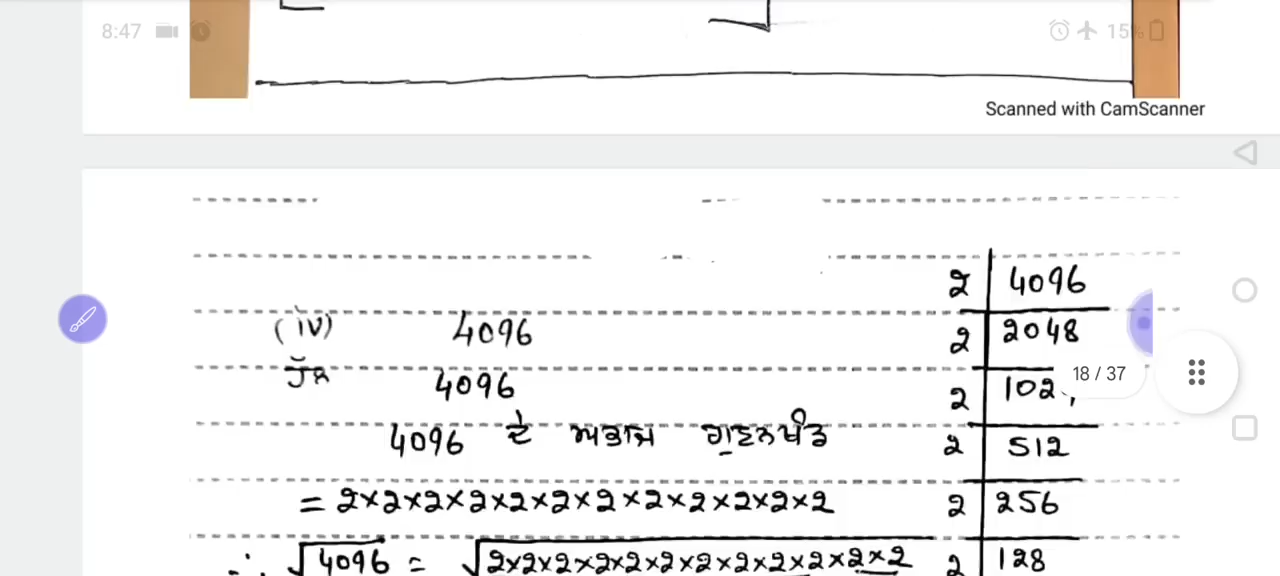 8:47
15%
Scanned with CamScanner
2 | 4096
(iv) 4096
2 | 2048
ਹੱਲ 4096
18 / 37
2 | 102
4096 ਦੇ ਅਭਾਜ ਗੁਣਨਖੰਡ
2 | 512
= 2×2×2×2×2×2×2×2×2×2×2×2
2 | 256
∴ √4096 = √2×2×2×2×2×2×2×2×2×2×2×2
2 | 128